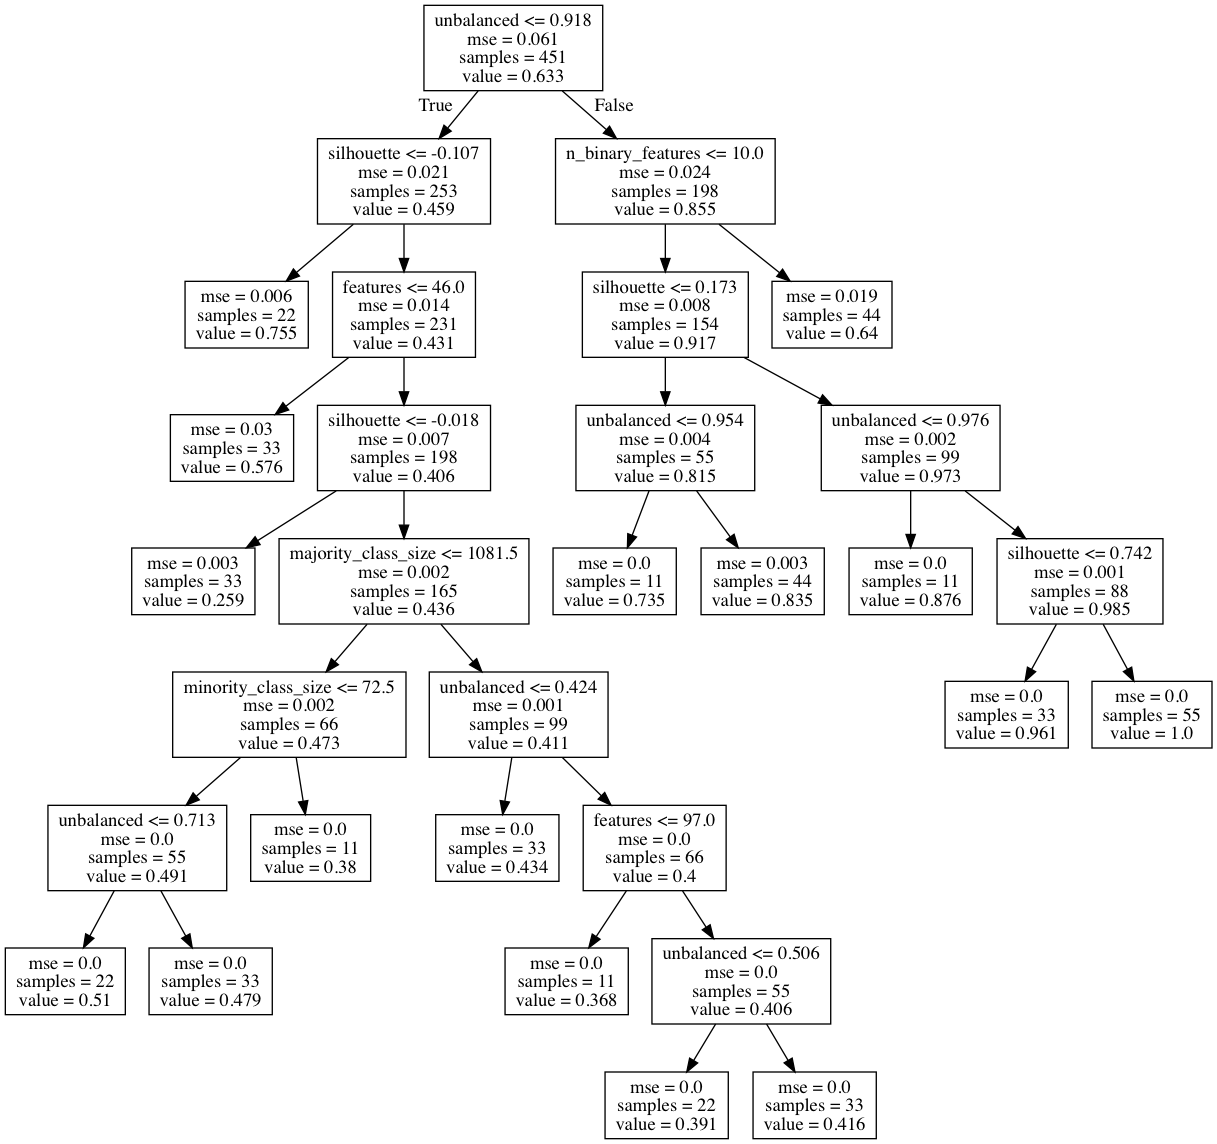 unbalanced <= 0.918
mse = 0.061
samples = 451
value = 0.633
True
False
silhouette <= -0.107
mse = 0.021
samples = 253
value = 0.459
n_binary_features <= 10.0
mse = 0.024
samples = 198
value = 0.855
mse = 0.006
samples = 22
value = 0.755
features <= 46.0
mse = 0.014
samples = 231
value = 0.431
silhouette <= 0.173
mse = 0.008
samples = 154
value = 0.917
mse = 0.019
samples = 44
value = 0.64
mse = 0.03
samples = 33
value = 0.576
silhouette <= -0.018
mse = 0.007
samples = 198
value = 0.406
unbalanced <= 0.954
mse = 0.004
samples = 55
value = 0.815
unbalanced <= 0.976
mse = 0.002
samples = 99
value = 0.973
mse = 0.003
samples = 33
value = 0.259
majority_class_size <= 1081.5
mse = 0.002
samples = 165
value = 0.436
mse = 0.0
samples = 11
value = 0.735
mse = 0.003
samples = 44
value = 0.835
mse = 0.0
samples = 11
value = 0.876
silhouette <= 0.742
mse = 0.001
samples = 88
value = 0.985
minority_class_size <= 72.5
mse = 0.002
samples = 66
value = 0.473
unbalanced <= 0.424
mse = 0.001
samples = 99
value = 0.411
mse = 0.0
samples = 33
value = 0.961
mse = 0.0
samples = 55
value = 1.0
unbalanced <= 0.713
mse = 0.0
samples = 55
value = 0.491
mse = 0.0
samples = 11
value = 0.38
mse = 0.0
samples = 33
value = 0.434
features <= 97.0
mse = 0.0
samples = 66
value = 0.4
mse = 0.0
samples = 22
value = 0.51
mse = 0.0
samples = 33
value = 0.479
mse = 0.0
samples = 11
value = 0.368
unbalanced <= 0.506
mse = 0.0
samples = 55
value = 0.406
mse = 0.0
samples = 22
value = 0.391
mse = 0.0
samples = 33
value = 0.416